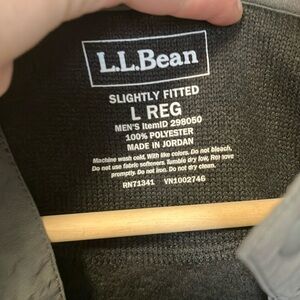 L.L.Bean
SLIGHTLY FITTED
L REG
MEN'S ItemID 298050
100% POLYESTER
MADE IN JORDAN
Machine wash cold. With like colors. Do not bleach.
Do not use fabric softeners. Tumble dry low. Remove
promptly. Do not iron. Do not dry clean.
RN71341 VN1002746